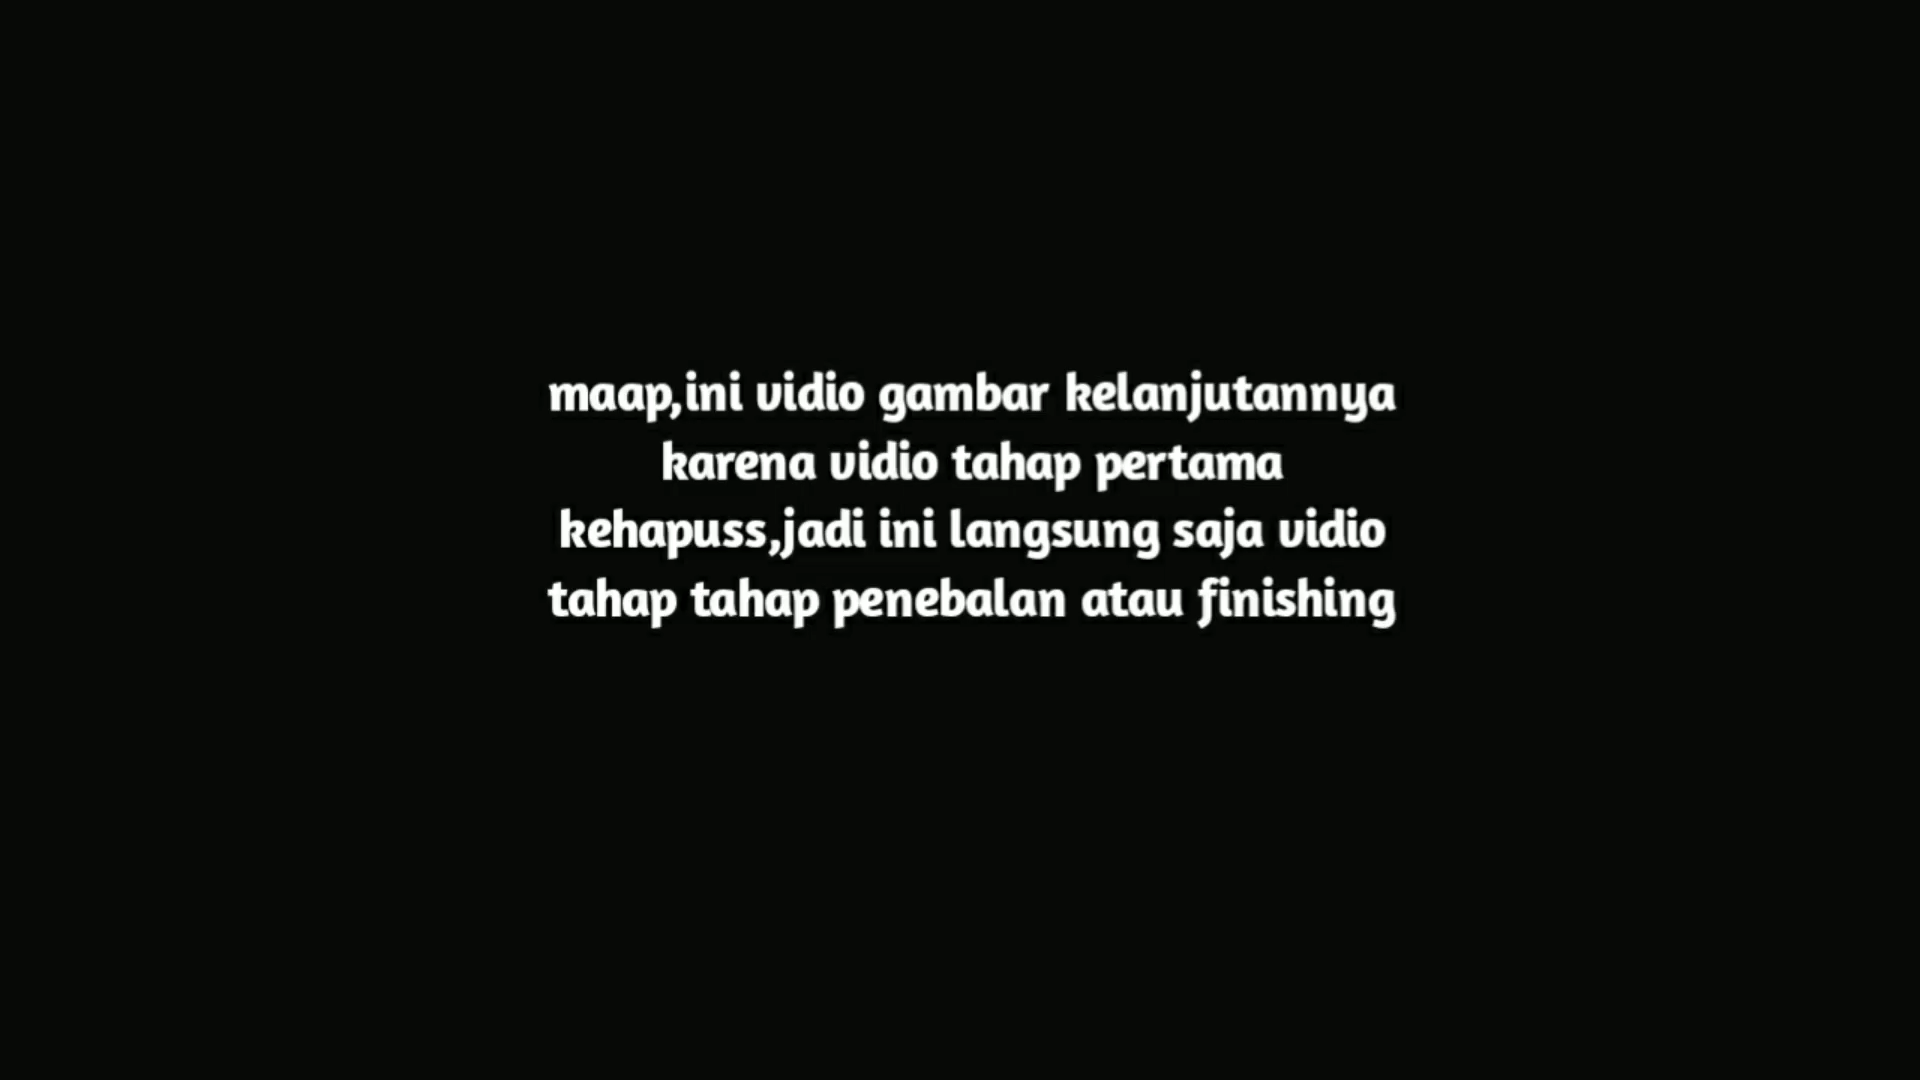 maap,ini vidio gambar kelanjutannya
karena vidio tahap pertama
kehapuss,jadi ini langsung saja vidio
tahap tahap penebalan atau finishing